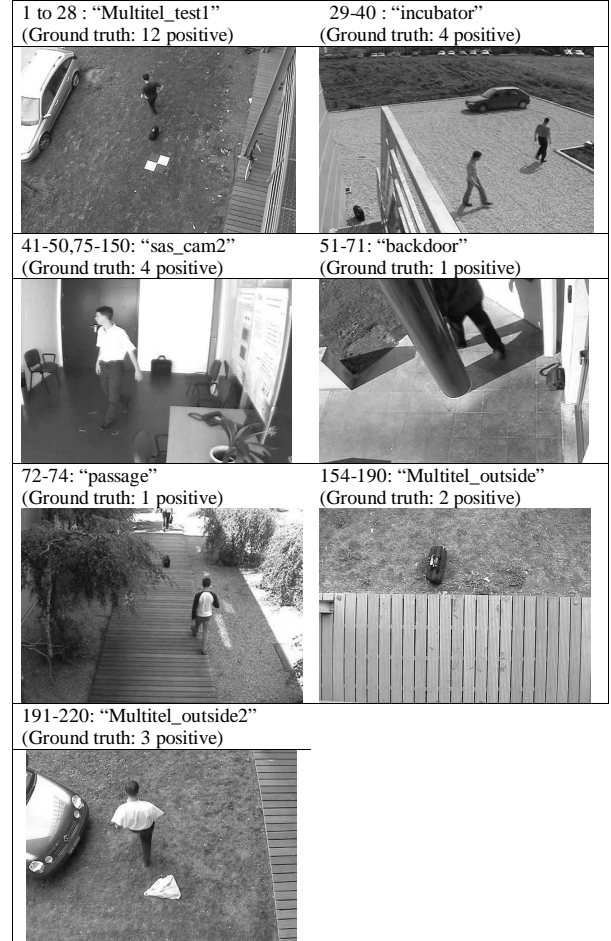 1 to 28 : “Multitel_test1”
(Ground truth: 12 positive)
29-40 : “incubator”
(Ground truth: 4 positive)
41-50,75-150: “sas_cam2”
(Ground truth: 4 positive)
51-71: “backdoor”
(Ground truth: 1 positive)
72-74: “passage”
(Ground truth: 1 positive)
154-190: “Multitel_outside”
(Ground truth: 2 positive)
191-220: “Multitel_outside2”
(Ground truth: 3 positive)